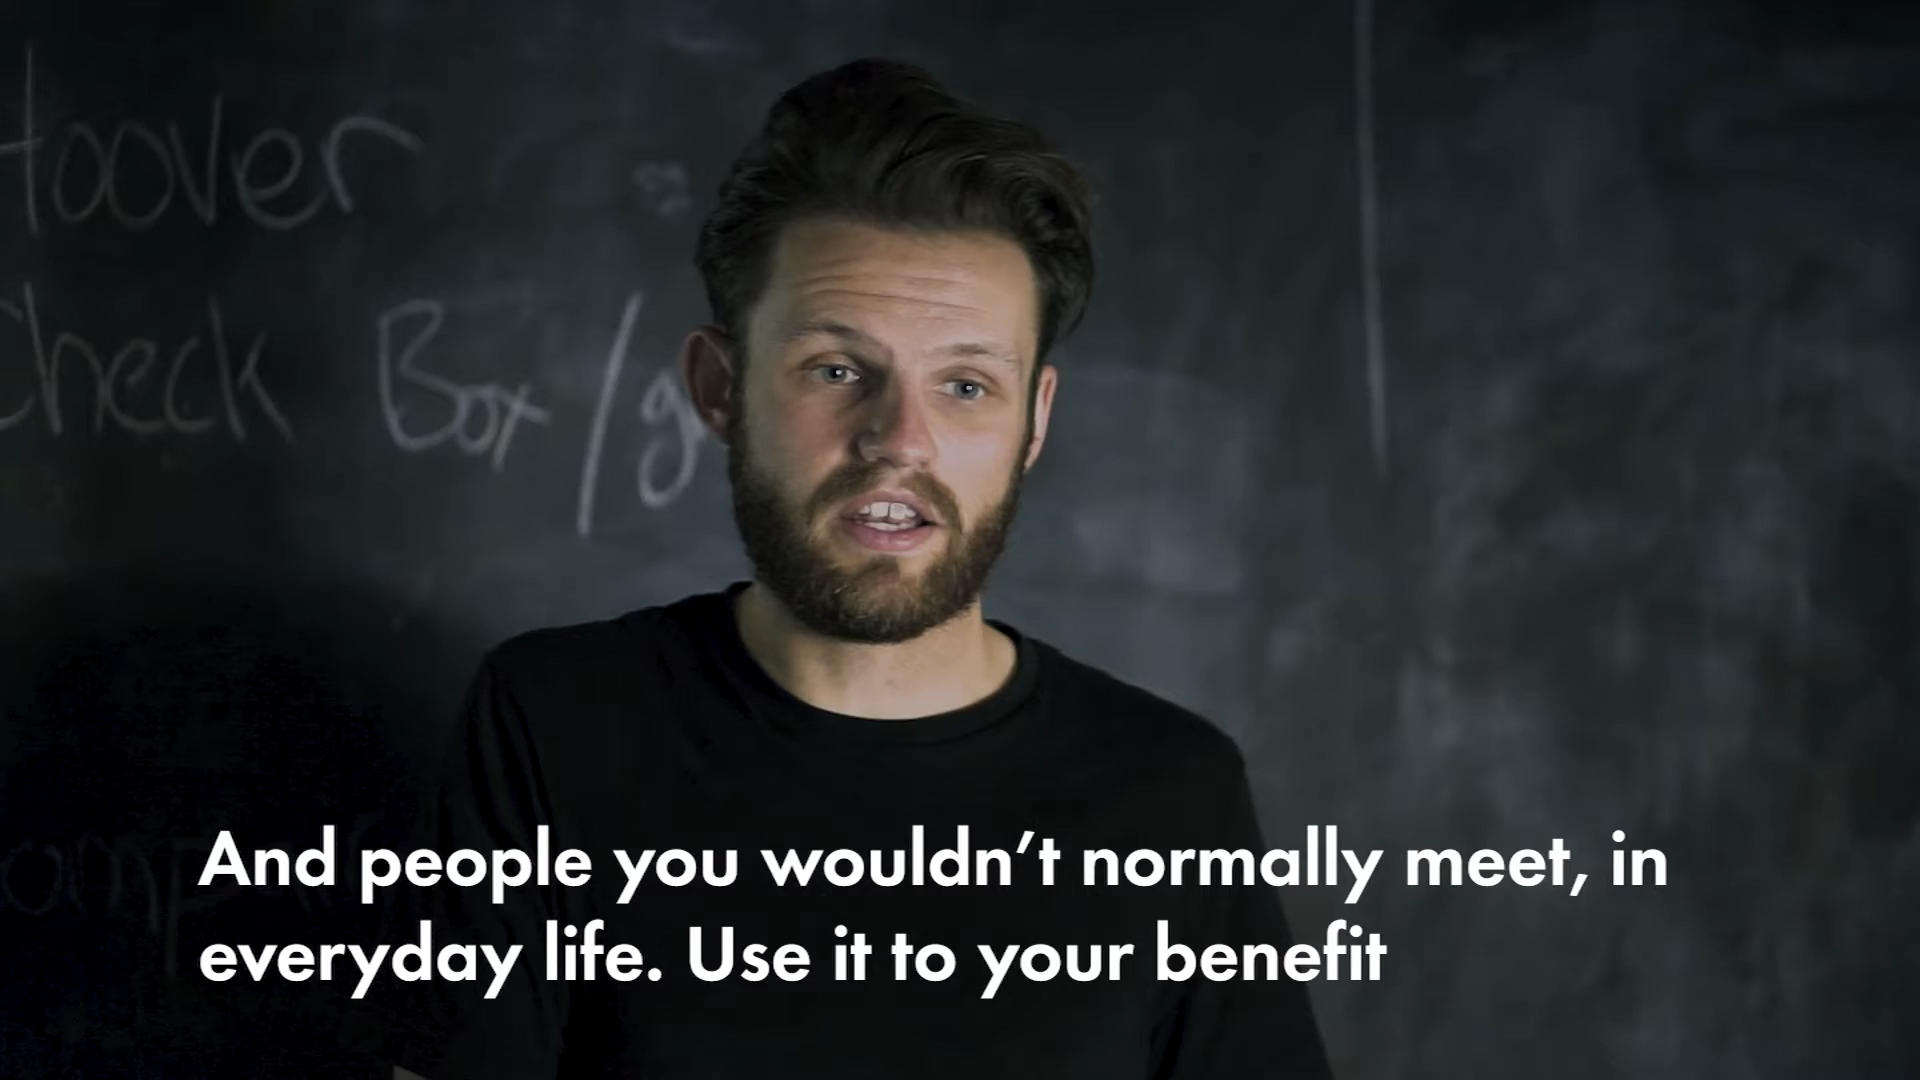 Hoover
Check Box /g
And people you wouldn’t normally meet, in
everyday life. Use it to your benefit